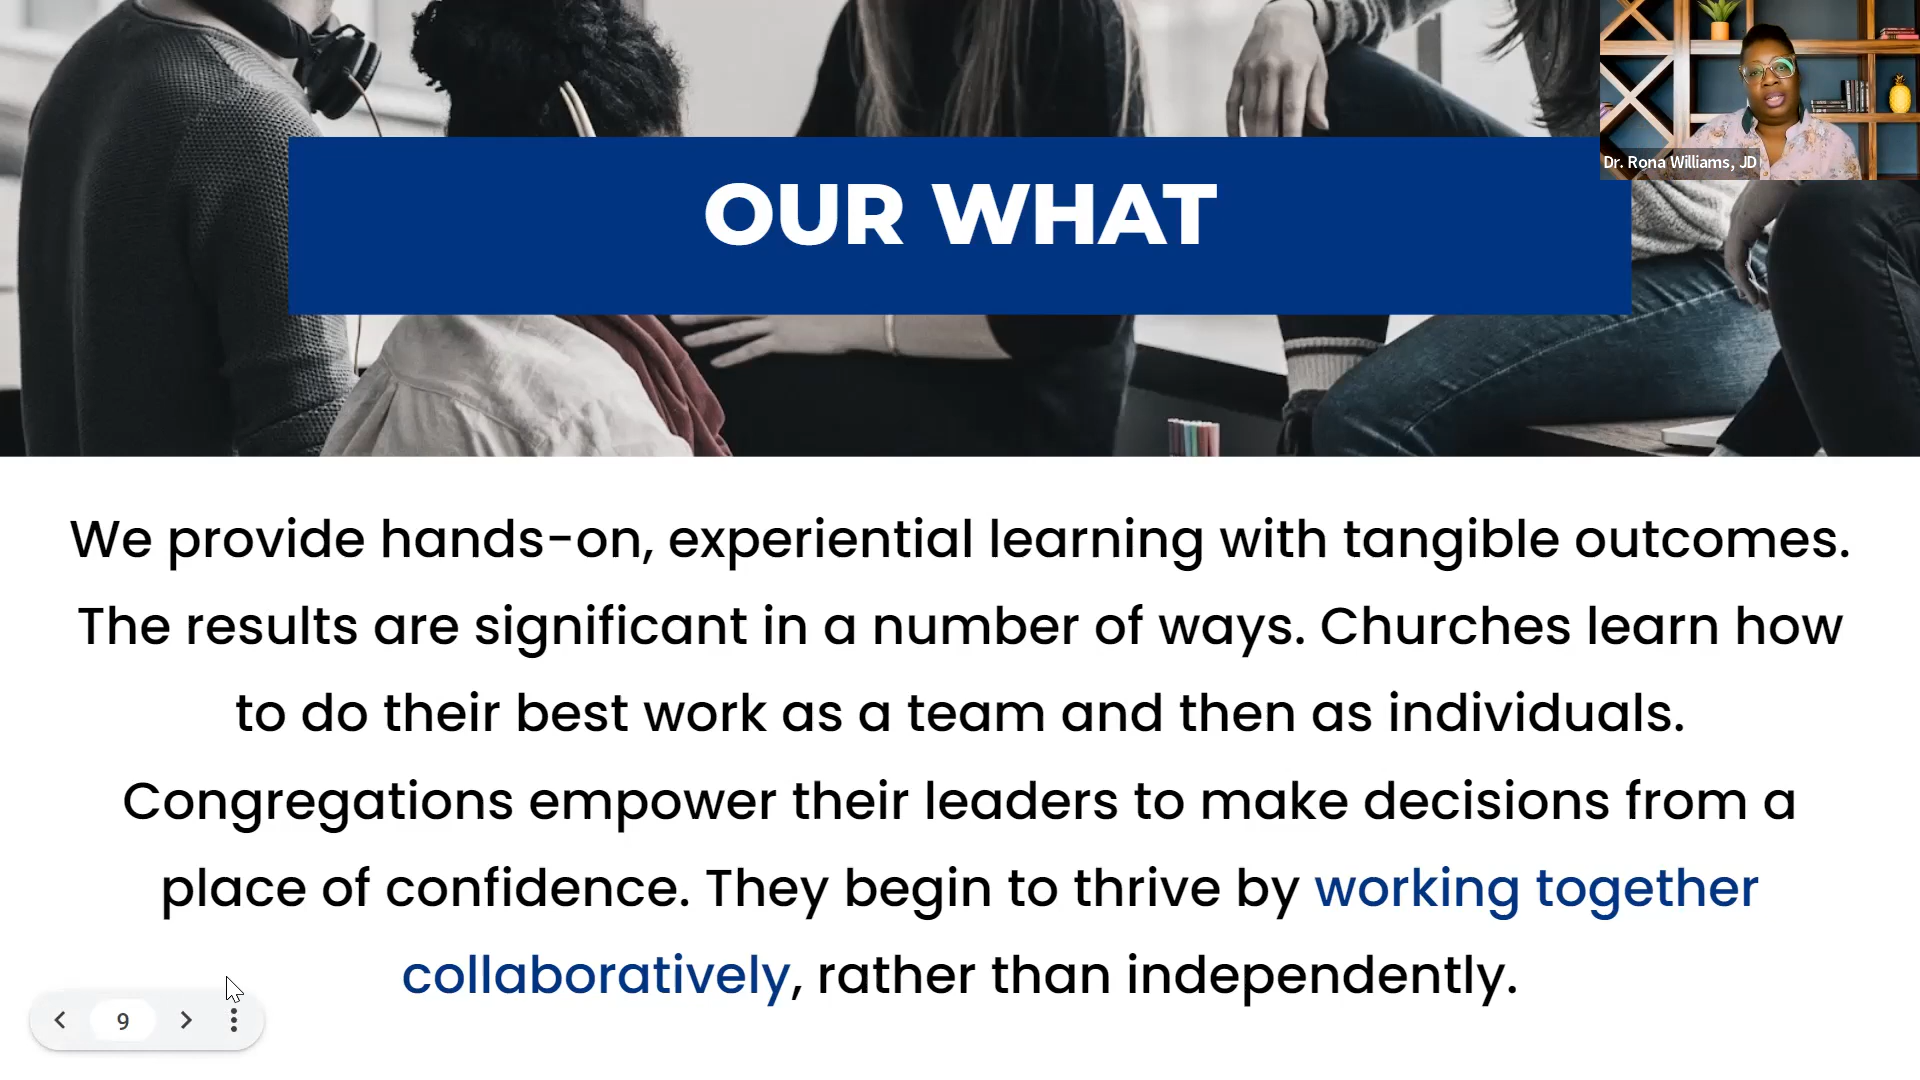 Dr. Rona Williams, JD
OUR WHAT
We provide hands-on, experiential learning with tangible outcomes.
The results are significant in a number of ways. Churches learn how
to do their best work as a team and then as individuals.
Congregations empower their leaders to make decisions from a
place of confidence. They begin to thrive by working together
collaboratively, rather than independently.
9